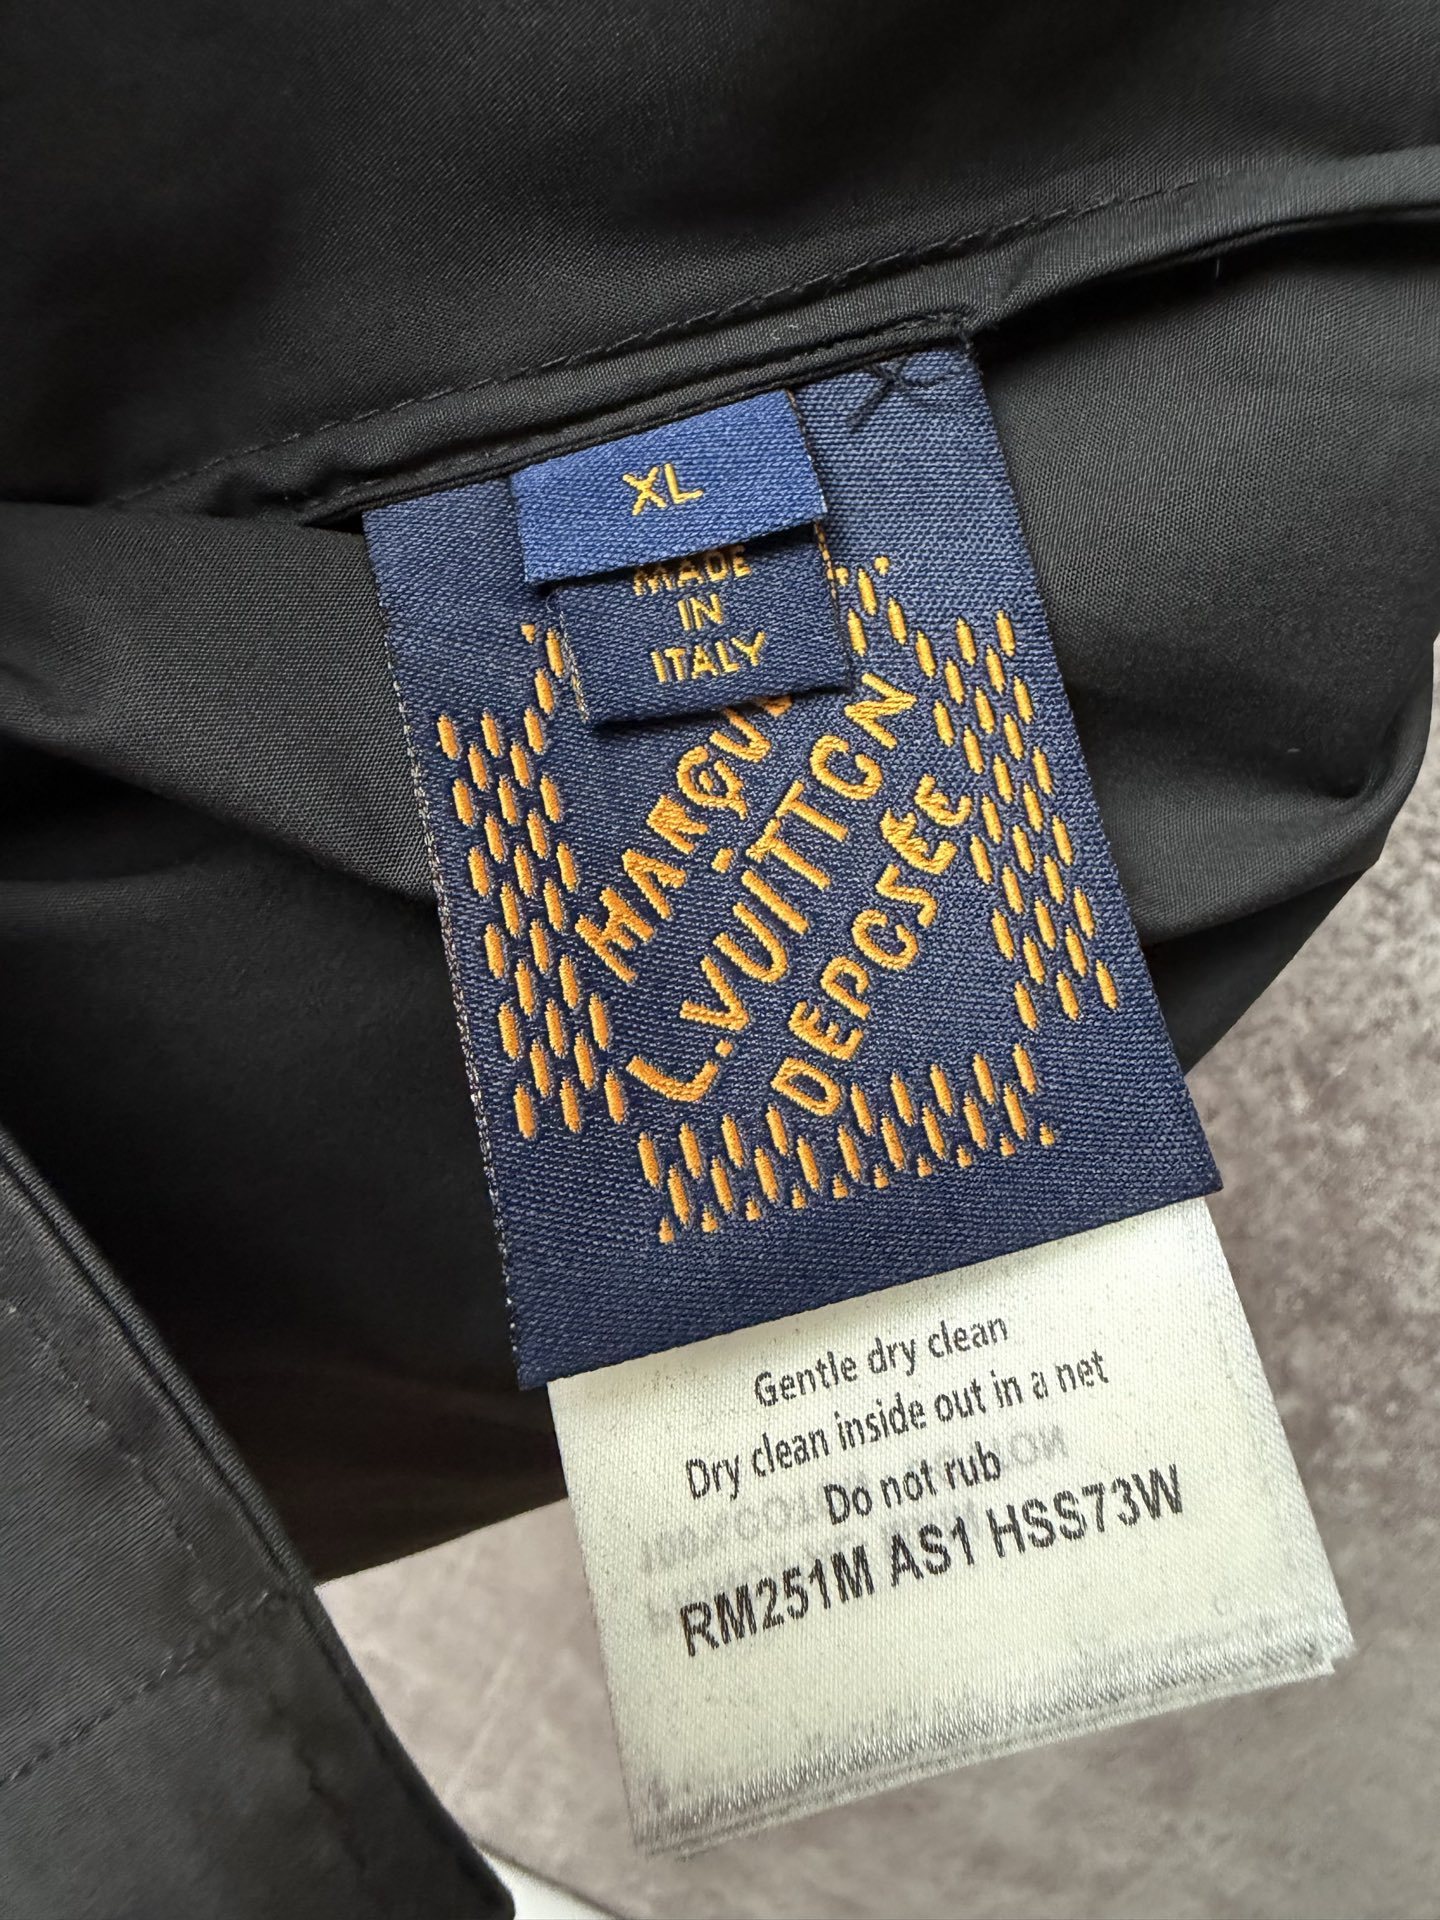 XL
MADE
IN
ITALY
MARQUE
L.VUITTON
DEPOSEE
Gentle dry clean
Dry clean inside out in a net
Do not rub
RM251M AS1 HSS73W